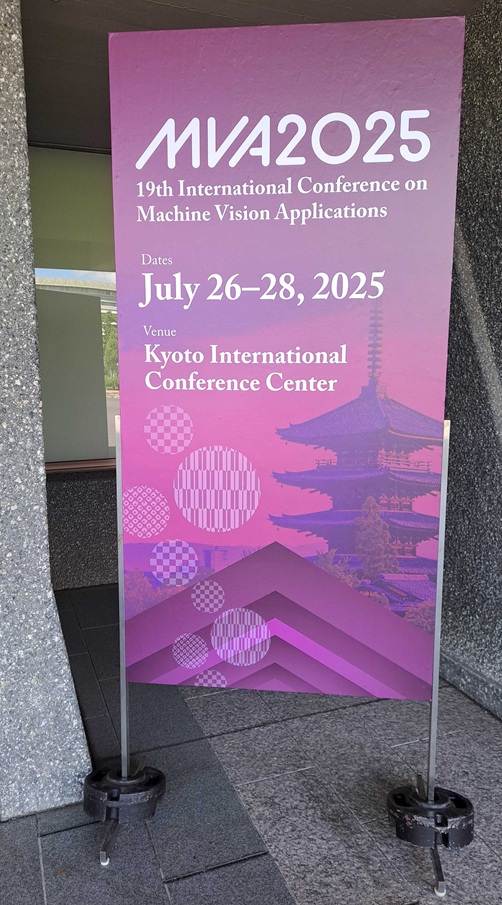 MVA2025
19th International Conference on
Machine Vision Applications
Dates
July 26–28, 2025
Venue
Kyoto International
Conference Center